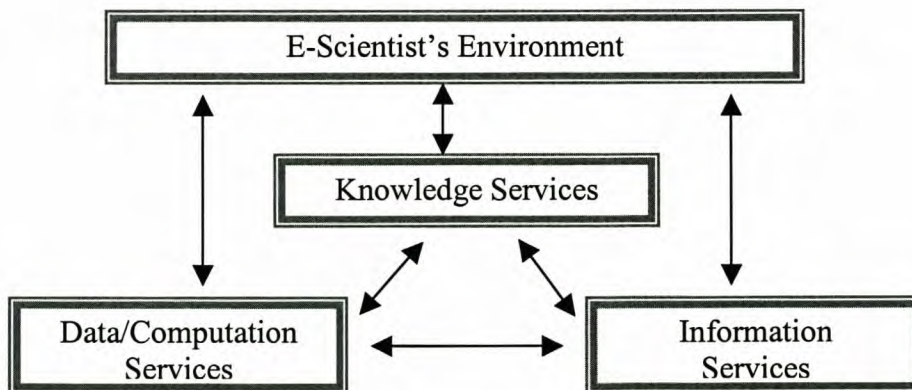 E-Scientist's Environment
Knowledge Services
Data/Computation
Services
Information
Services